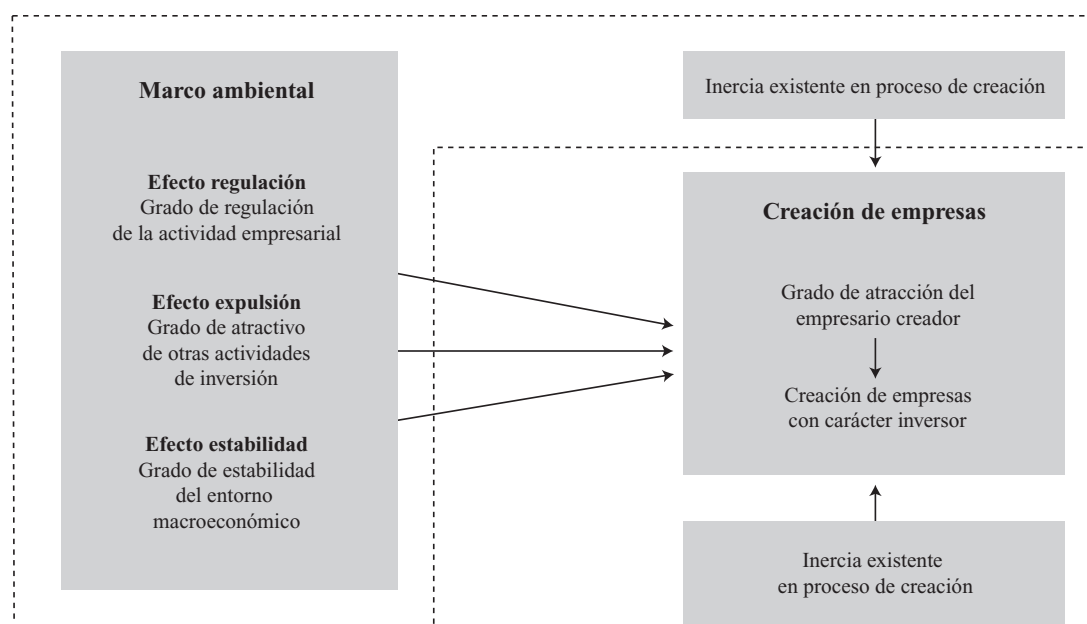 Marco ambiental
Efecto regulación
Grado de regulación
de la actividad empresarial
Efecto expulsión
Grado de atractivo
de otras actividades
de inversión
Efecto estabilidad
Grado de estabilidad
del entorno
macroeconómico
Inercia existente en proceso de creación
Creación de empresas
Grado de atracción del
empresario creador
Creación de empresas
con carácter inversor
Inercia existente
en proceso de creación